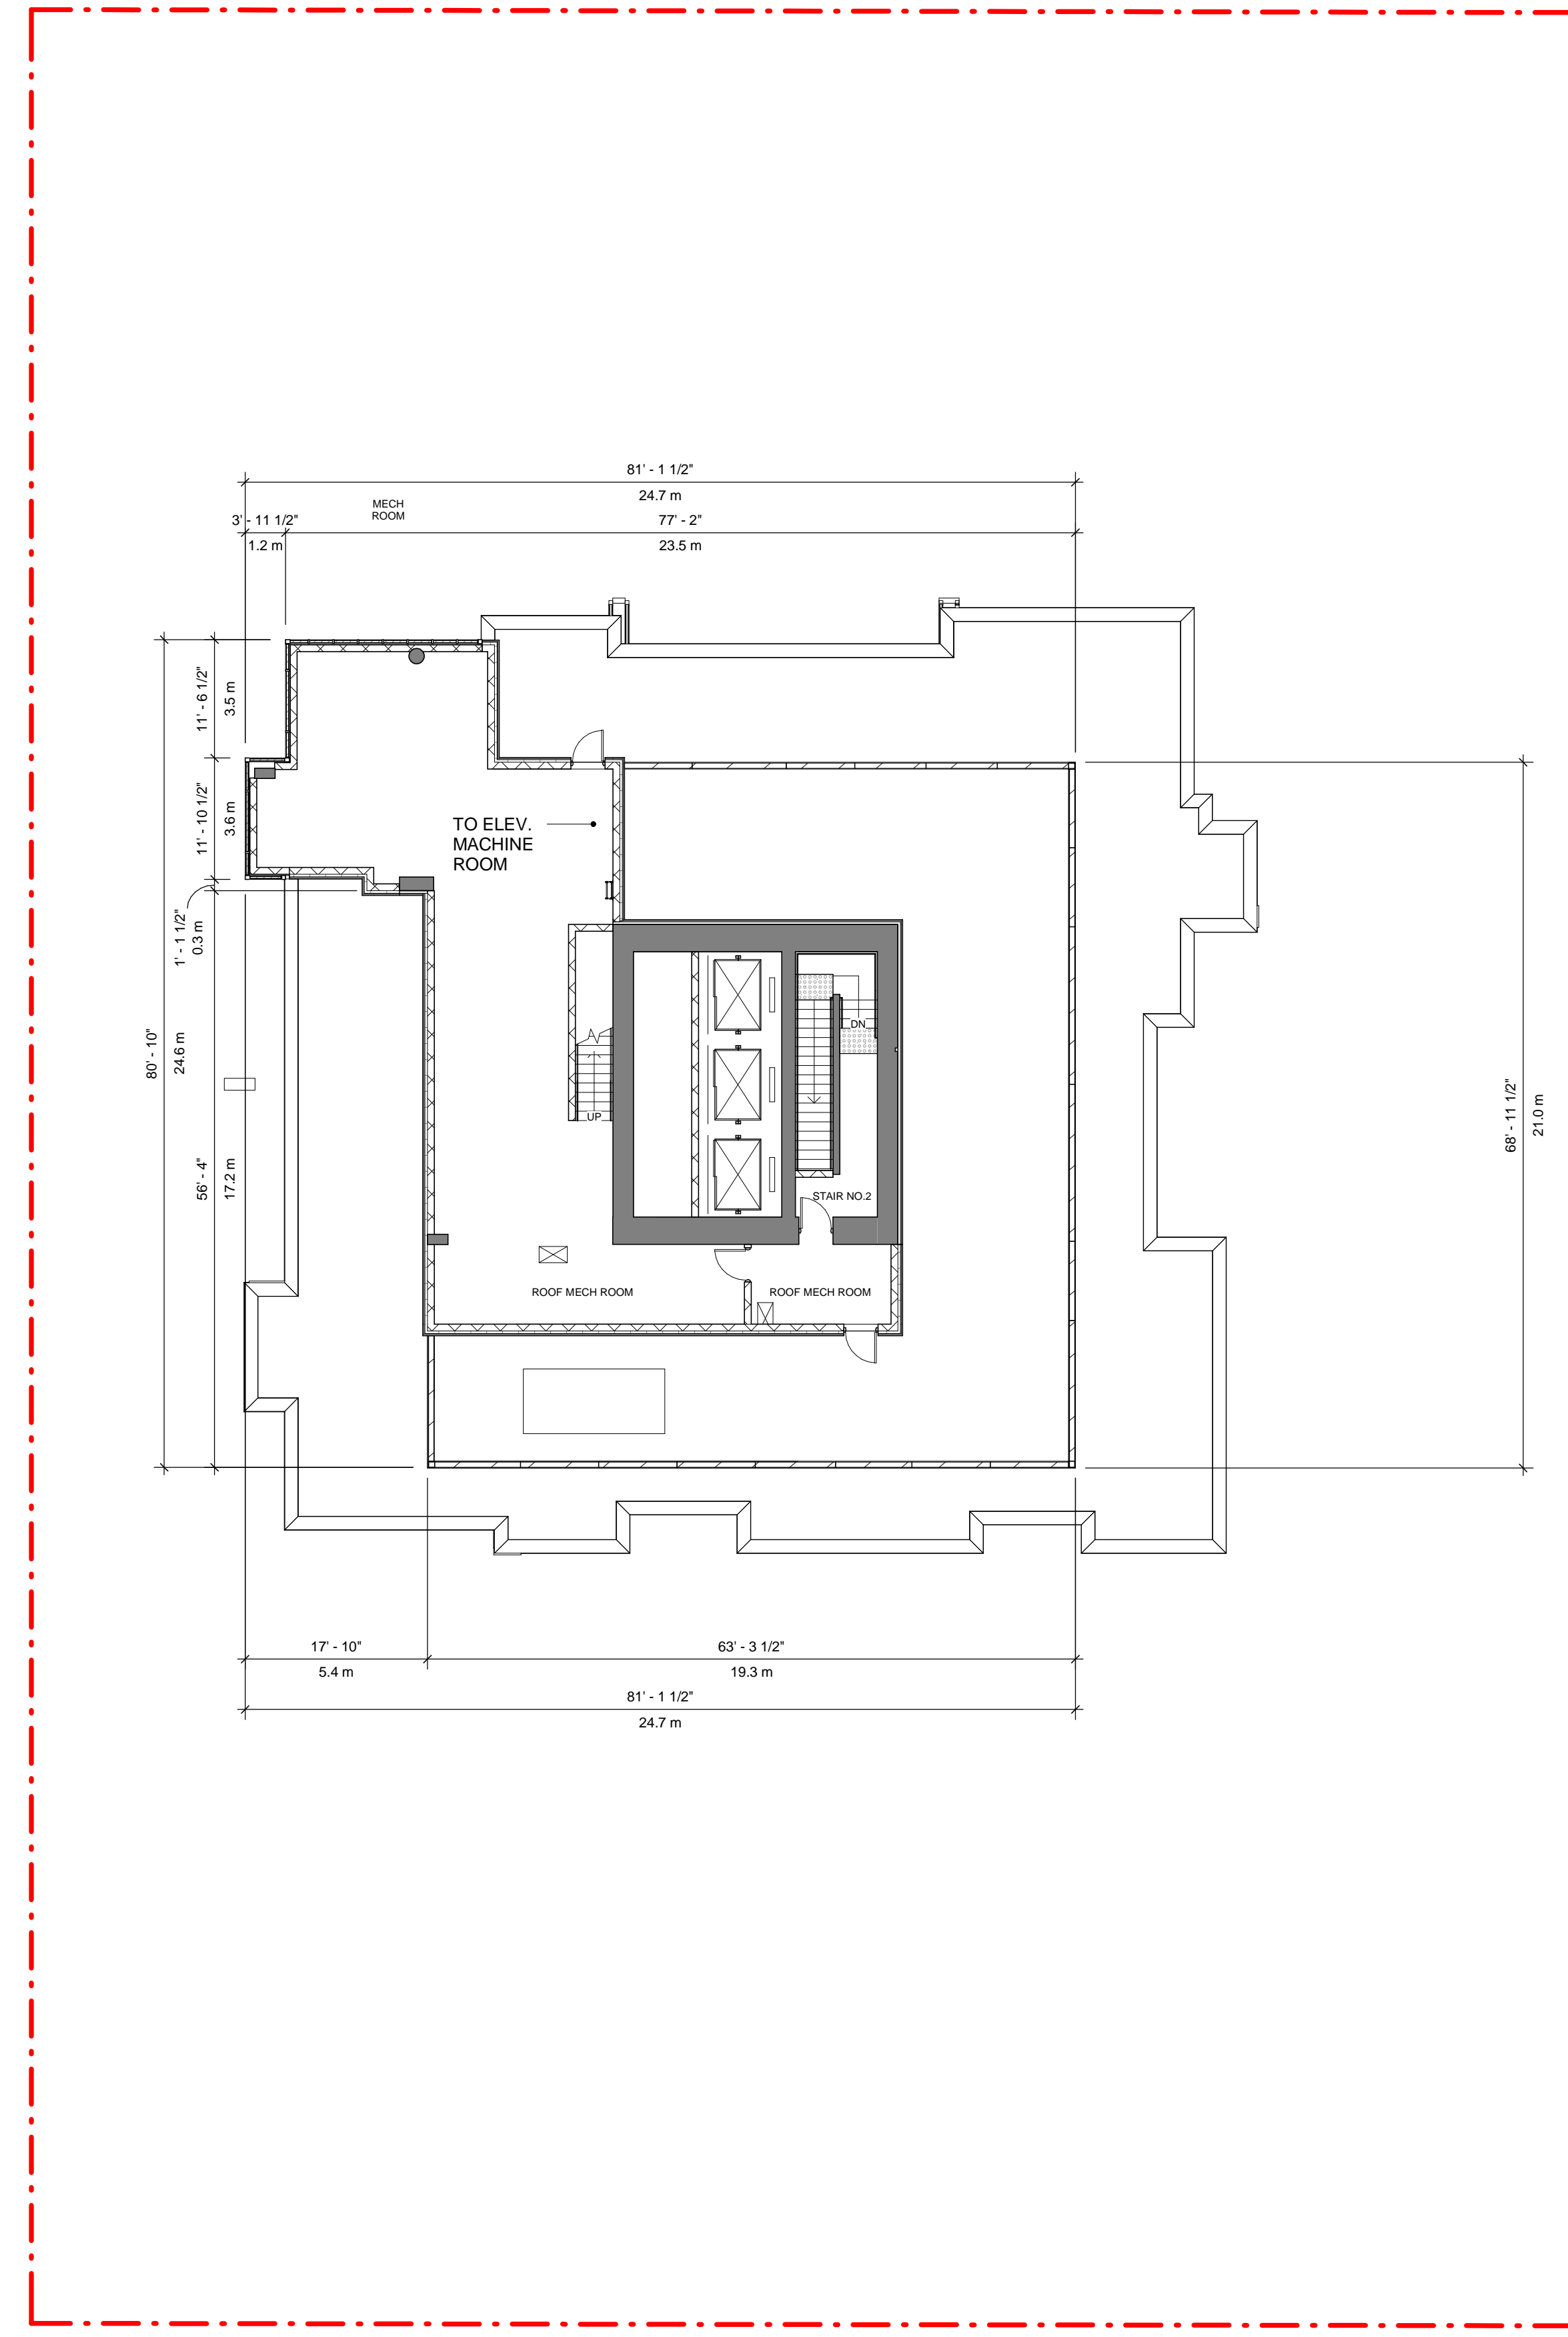 81' - 1 1/2"
24.7 m
MECH
ROOM
3' - 11 1/2"
77' - 2"
1.2 m
23.5 m
11' - 6 1/2"
3.5 m
11' - 10 1/2"
3.6 m
TO ELEV.
MACHINE
ROOM
1' - 1 1/2"
0.3 m
80' - 10"
24.6 m
DN
UP
56' - 4"
17.2 m
68' - 11 1/2"
21.0 m
STAIR NO.2
ROOF MECH ROOM
ROOF MECH ROOM
17' - 10"
63' - 3 1/2"
5.4 m
19.3 m
81' - 1 1/2"
24.7 m